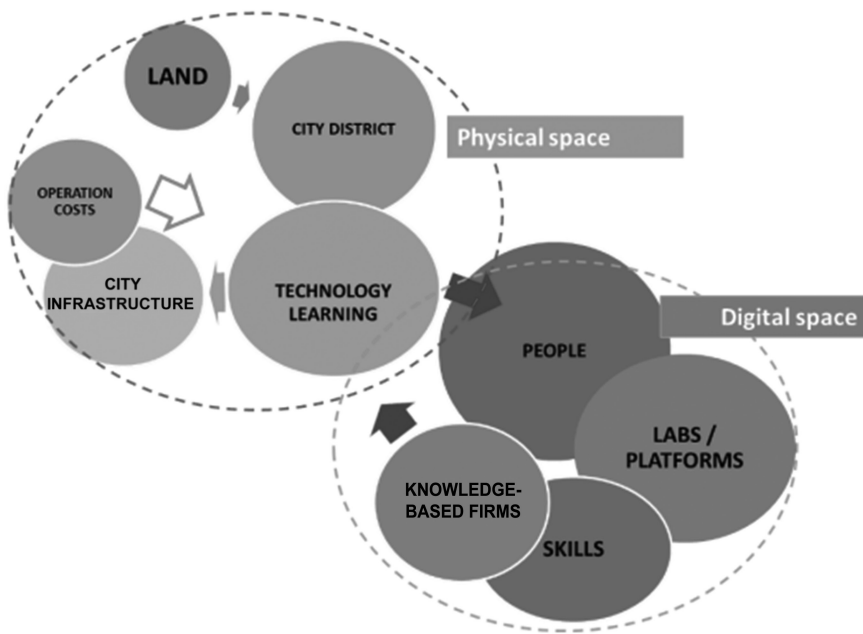 LAND
CITY DISTRICT
Physical space
OPERATION
COSTS
CITY
INFRASTRUCTURE
TECHNOLOGY
LEARNING
Digital space
PEOPLE
LABS /
PLATFORMS
KNOWLEDGE-
BASED FIRMS
SKILLS